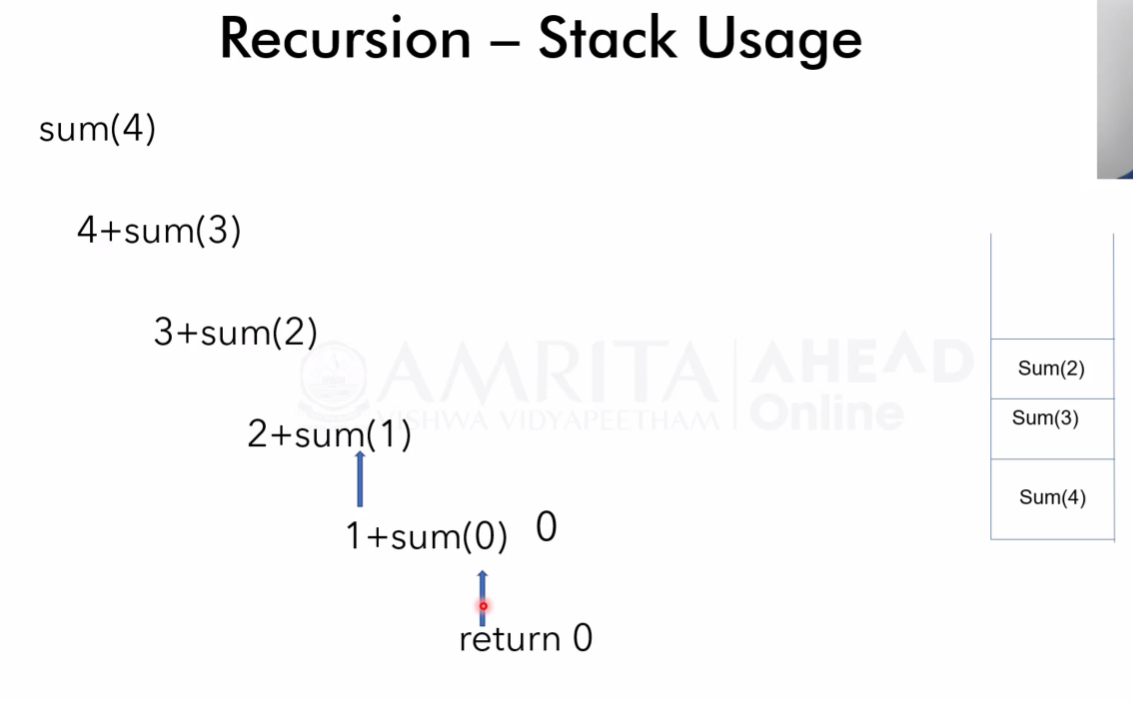 Recursion – Stack Usage
sum(4)
4+sum(3)
3+sum(2)
2+sum(1)
1+sum(0) 0
return 0
Sum(2)
Sum(3)
Sum(4)
AMRITA
VISHWA VIDYAPEETHAM
AHEAD
Online